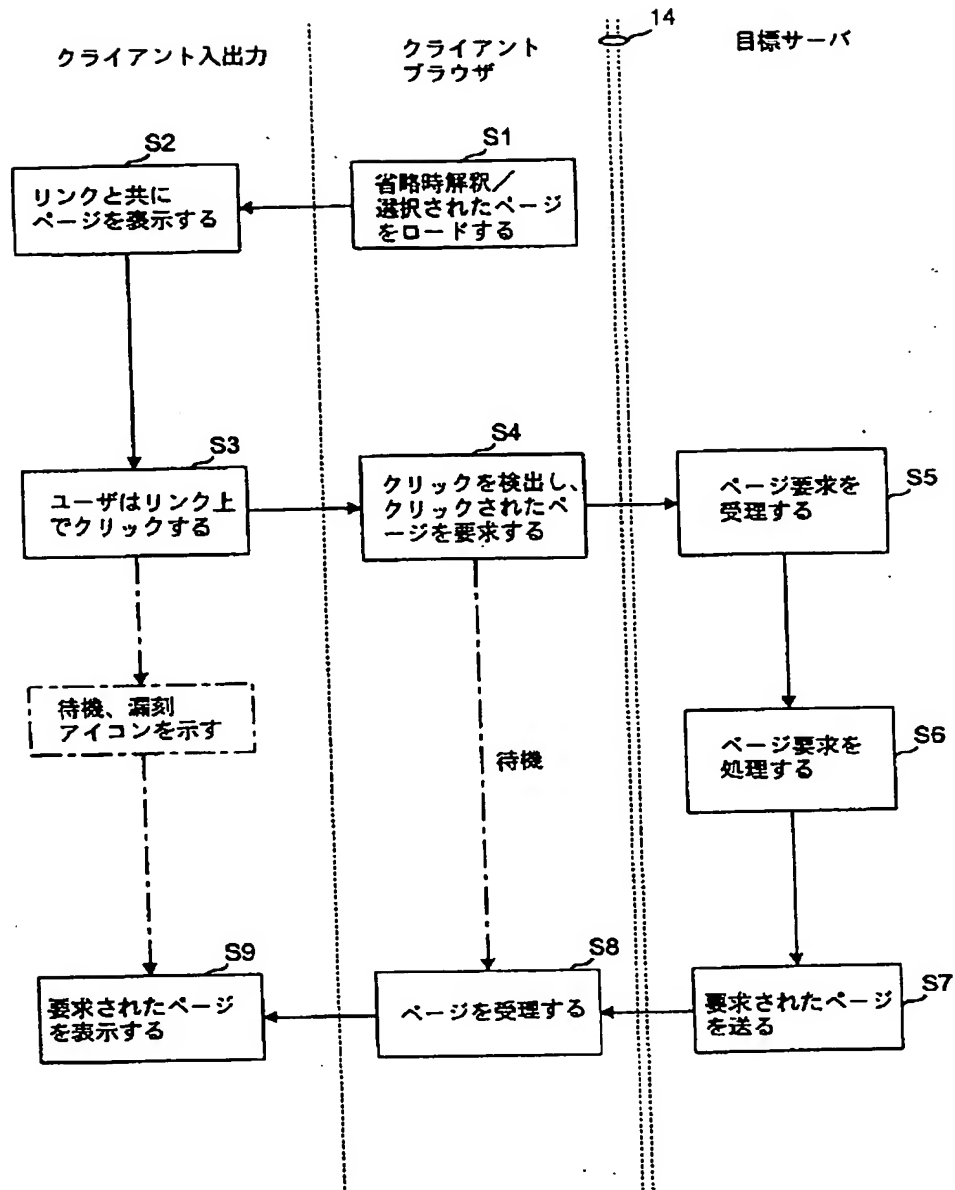 クライアント入出力
クライアント
ブラウザ
14
目標サーバ
S2
リンクと共に
ページを表示する
S1
省略時解釈／
選択されたページ
をロードする
S3
ユーザはリンク上
でクリックする
S4
クリックを検出し、
クリックされたペ
ージを要求する
S5
ページ要求を
受理する
待機、漏刻
アイコンを示す
待機
S6
ページ要求を
処理する
S9
要求されたページ
を表示する
S8
ページを受理する
S7
要求されたページ
を送る